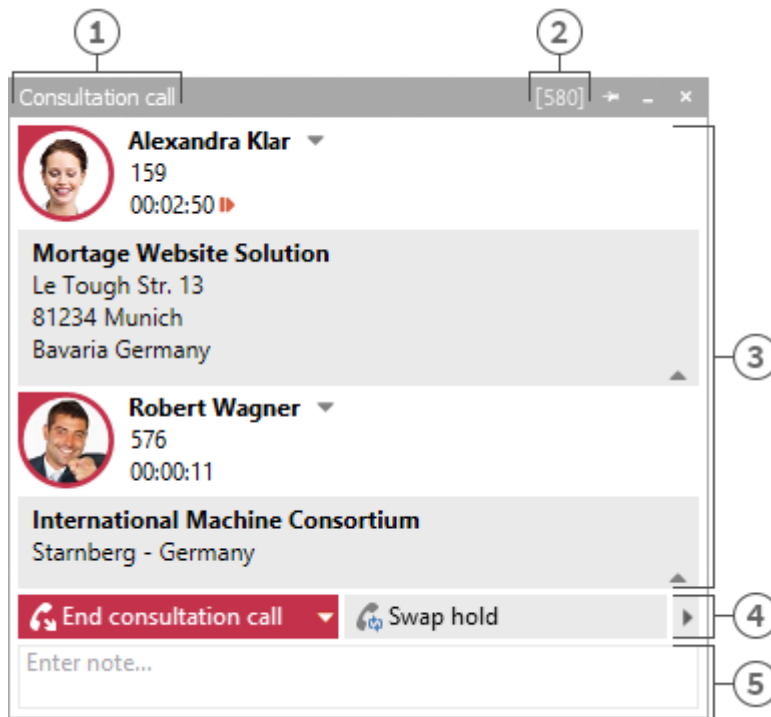 1
2
Consultation call [580]
Alexandra Klar
159
00:02:50
Mortage Website Solution
Le Tough Str. 13
81234 Munich
Bavaria Germany
3
Robert Wagner
576
00:00:11
International Machine Consortium
Starnberg - Germany
End consultation call Swap hold
4
Enter note...
5